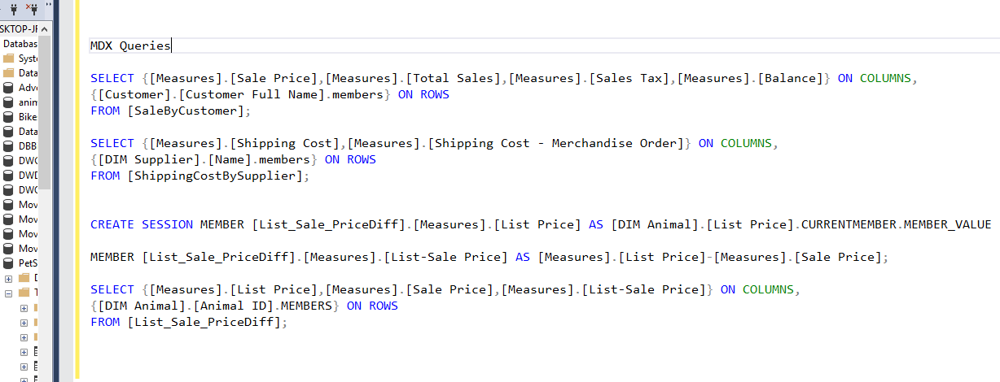 SKTOP-JF
Databas
Syst
Data
Adv
anim
Bike
Data
DBB
DWC
DWD
DWC
Mov
Mov
Mov
Mov
PetS
MDX Queries
SELECT {[Measures].[Sale Price],[Measures].[Total Sales],[Measures].[Sales Tax],[Measures].[Balance]} ON COLUMNS,
{[Customer].[Customer Full Name].members} ON ROWS
FROM [SaleByCustomer];
SELECT {[Measures].[Shipping Cost],[Measures].[Shipping Cost - Merchandise Order]} ON COLUMNS,
{[DIM Supplier].[Name].members} ON ROWS
FROM [ShippingCostBySupplier];
CREATE SESSION MEMBER [List_Sale_PriceDiff].[Measures].[List Price] AS [DIM Animal].[List Price].CURRENTMEMBER.MEMBER_VALUE
MEMBER [List_Sale_PriceDiff].[Measures].[List-Sale Price] AS [Measures].[List Price]-[Measures].[Sale Price];
SELECT {[Measures].[List Price],[Measures].[Sale Price],[Measures].[List-Sale Price]} ON COLUMNS,
{[DIM Animal].[Animal ID].MEMBERS} ON ROWS
FROM [List_Sale_PriceDiff];